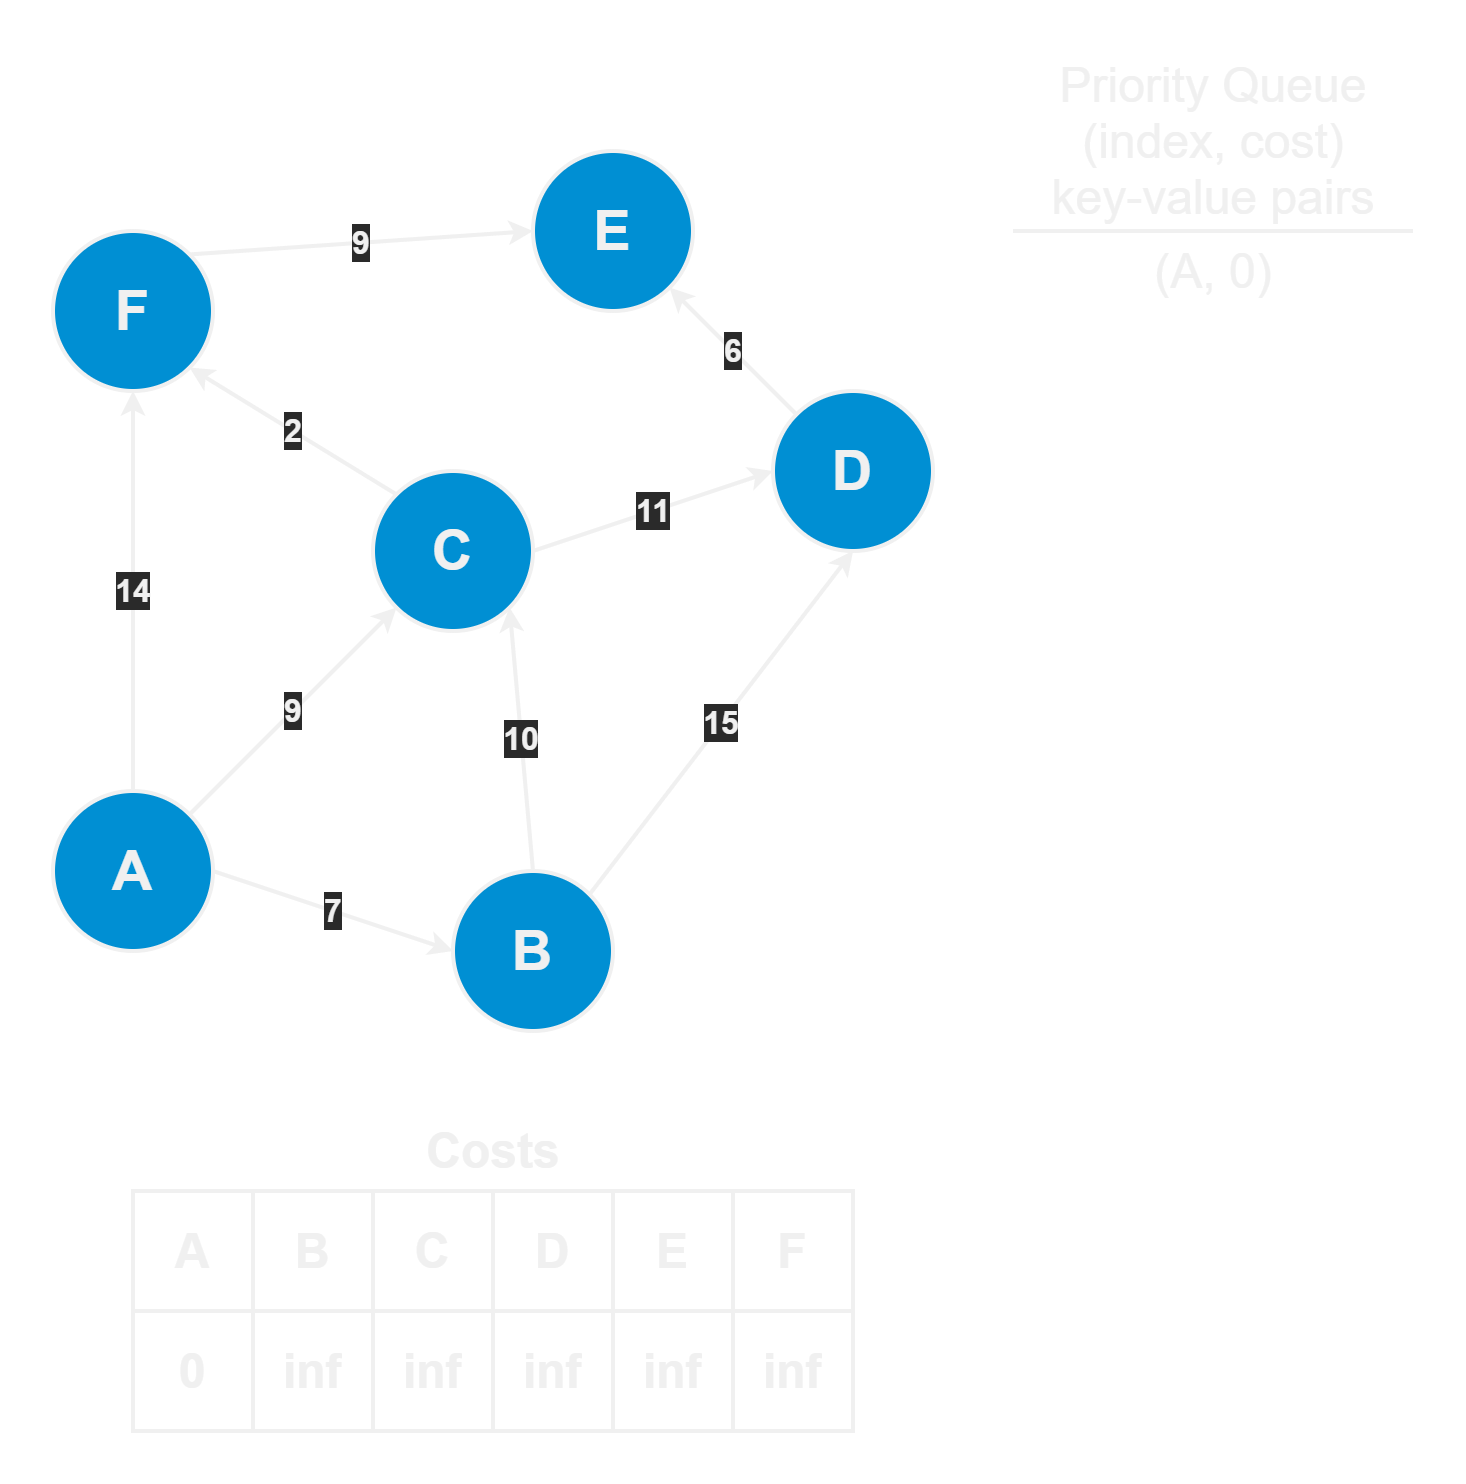 Priority Queue
(index, cost)
key-value pairs
(A, 0)
E
9
F
6
2
D
11
C
14
9
10
15
A
7
B
Costs
A B C D E F
0 inf inf inf inf inf